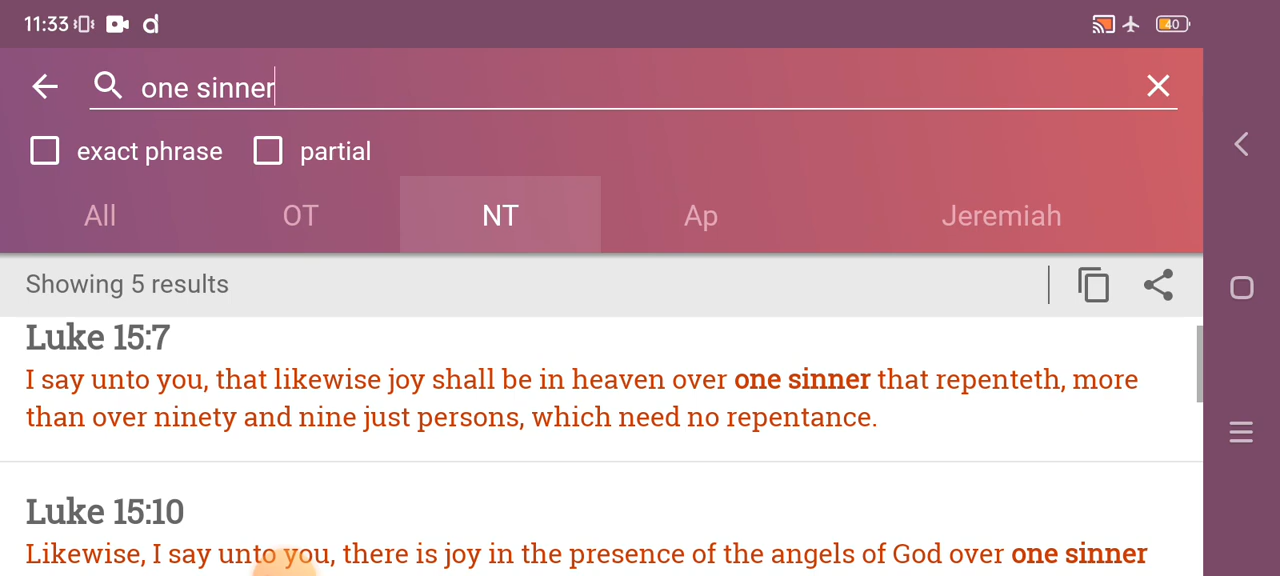 11:33
40
one sinner
exact phrase partial
All OT NT Ap Jeremiah
Showing 5 results
Luke 15:7
I say unto you, that likewise joy shall be in heaven over one sinner that repenteth, more
than over ninety and nine just persons, which need no repentance.
Luke 15:10
Likewise, I say unto you, there is joy in the presence of the angels of God over one sinner